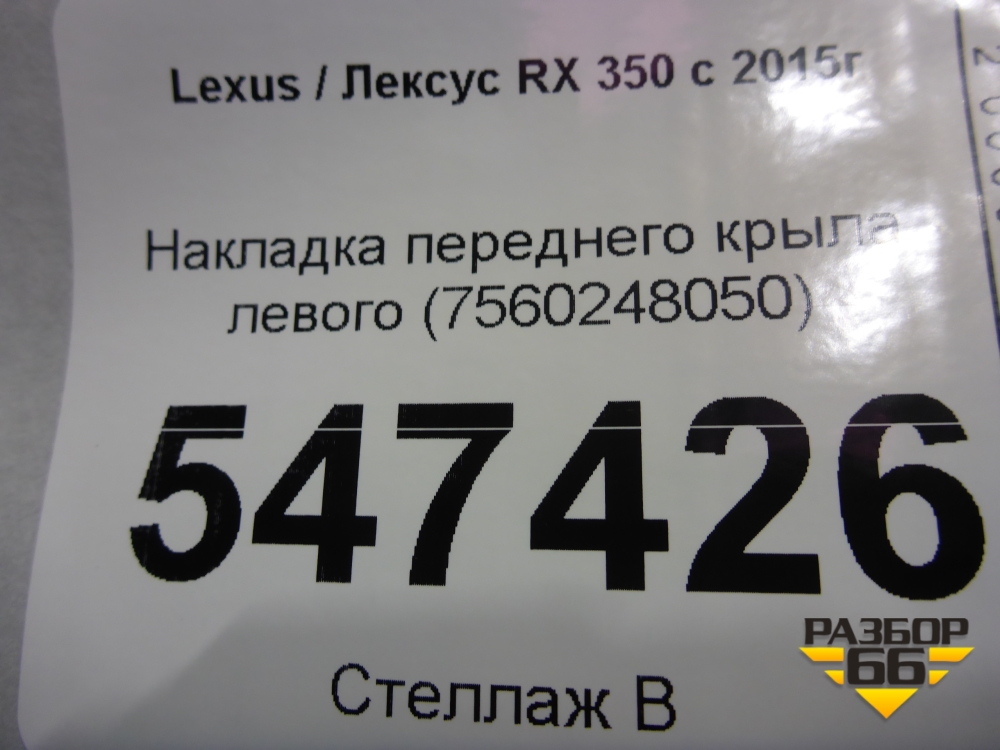 Lexus / Лексус RX 350 с 2015г
Накладка переднего крыла
левого (7560248050)
547426
Стеллаж В
РАЗБОР
66